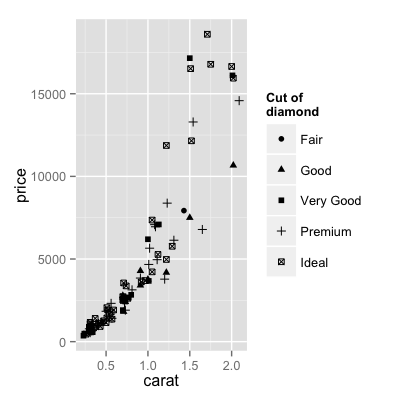 15000
10000
5000
0
price
0.5 1.0 1.5 2.0
carat
Cut of
diamond
Fair
Good
Very Good
Premium
Ideal